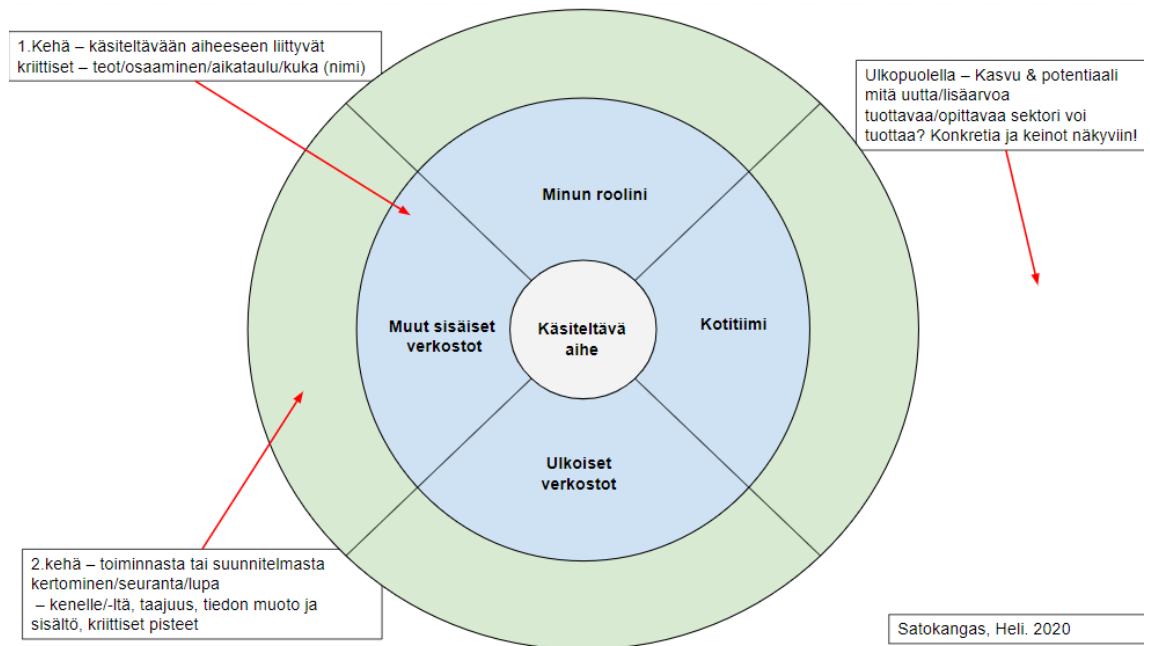 1.Kehä – käsiteltävään aiheeseen liittyvät
kriittiset – teot/osaaminen/aikataulu/kuka (nimi)
Ulkopuolella – Kasvu & potentiaali
mitä uutta/lisäarvoa
tuottavaa/opittavaa sektori voi
tuottaa? Konkretia ja keinot näkyviin!
Minun roolini
Muut sisäiset
verkostot
Käsiteltävä
aihe
Kotitiimi
Ulkoiset
verkostot
2.kehä – toiminnasta tai suunnitelmasta
kertominen/seuranta/lupa
– kenelle/-ltä, taajuus, tiedon muoto ja
sisältö, kriittiset pisteet
Satokangas, Heli. 2020